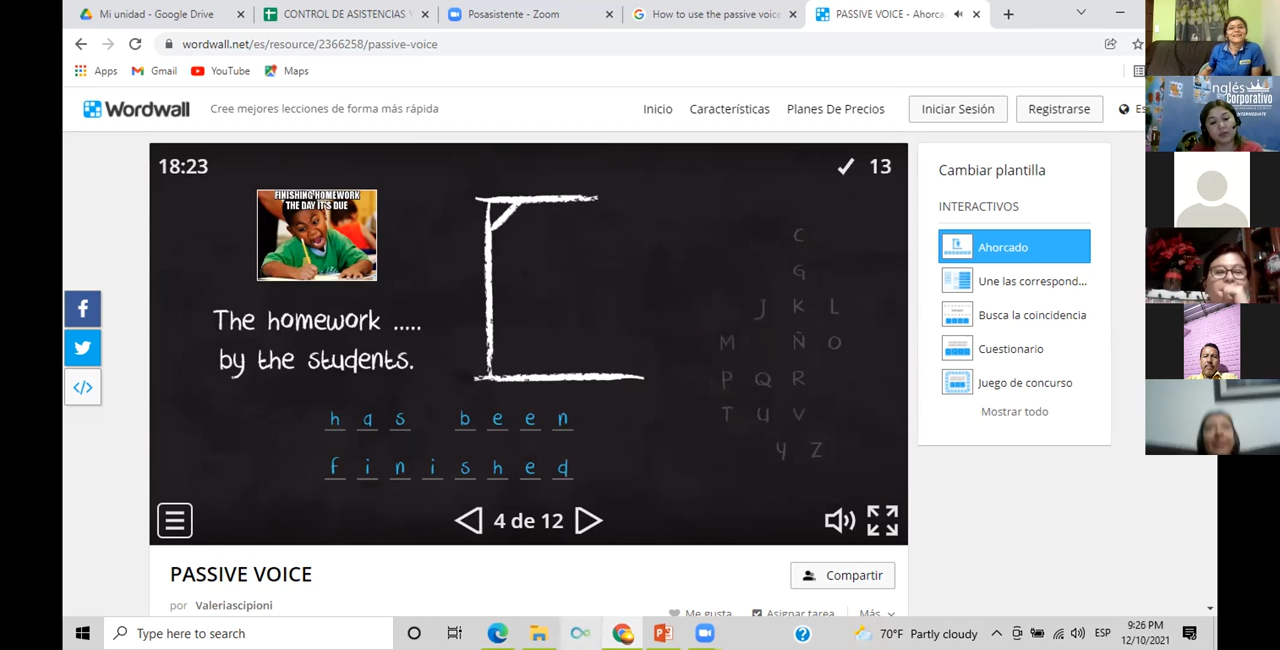 Mi unidad - Google Drive
CONTROL DE ASISTENCIAS
Posasistente - Zoom
How to use the passive voice
PASSIVE VOICE - Ahorca
wordwall.net/es/resource/2366258/passive-voice
Apps
Gmail
YouTube
Maps
Wordwall
Cree mejores lecciones de forma más rápida
Inicio
Características
Planes De Precios
Iniciar Sesión
Registrarse
Es
18:23
13
FINISHING HOMEWORK
THE DAY IT'S DUE
The homework .....
by the students.
has been
finished
C
G
J K L
M Ñ O
P Q R
T U V
Y Z
4 de 12
Cambiar plantilla
INTERACTIVOS
Ahorcado
Une las correspond...
Busca la coincidencia
Cuestionario
Juego de concurso
Mostrar todo
PASSIVE VOICE
Compartir
por Valeriascipioni
Me gusta
Asignar tarea
Más
Inglés
Corporativo
Type here to search
70°F Partly cloudy
ESP
9:26 PM
12/10/2021